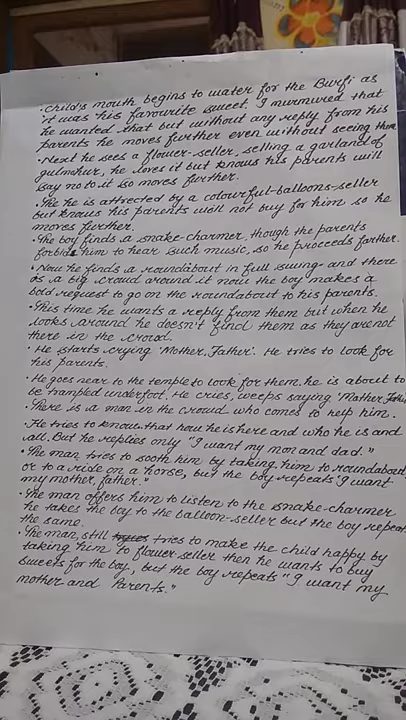 • child's mouth begins to water for the Burfi as
it was his favourite sweet. I murmured that
he wanted that but without any reply from his
parents he moves further even without seeing them
• Next he sees a flower-seller, selling a garland of
gulmohur, he loves it but knows his parents will
say no to it so moves further.
• The he is attracted by a colourful-balloons-seller
but knows his parents will not buy for him so he
moves further.
• The boy finds a snake-charmer, though the parents
forbids him to hear such music, so he proceeds farther.
• Now he finds a roundabout in full swing and there
is a big croud around it now the boy makes a
bold request to go on the roundabout to his parents.
• This time he wants a reply from them but when he
looks around he doesn't find them as they are not
there in the croud.
• He starts crying 'Mother, Father'. He tries to look for
his parents.
• He goes near to the temple to look for them. he is about to
be trampled underfoot. He cries, weeps saying 'Mother, Father
• There is a man in the crowd who comes to help him.
• He tries to know that how he is here and who he is and
all. But he replies only "I want my mom and dad."
• The man tries to sooth him by taking him to roundabout
or to a ride on a horse, but the boy repeats 'I want
my mother, father."
• The man offers him to listen to the snake-charmer
he takes the boy to the balloon-seller but the boy repeat
the same.
• The man, still tries to make the child happy by
taking him to flower-seller then he wants to buy
sweets for the boy, but the boy repeats "I want my
mother and Parents."